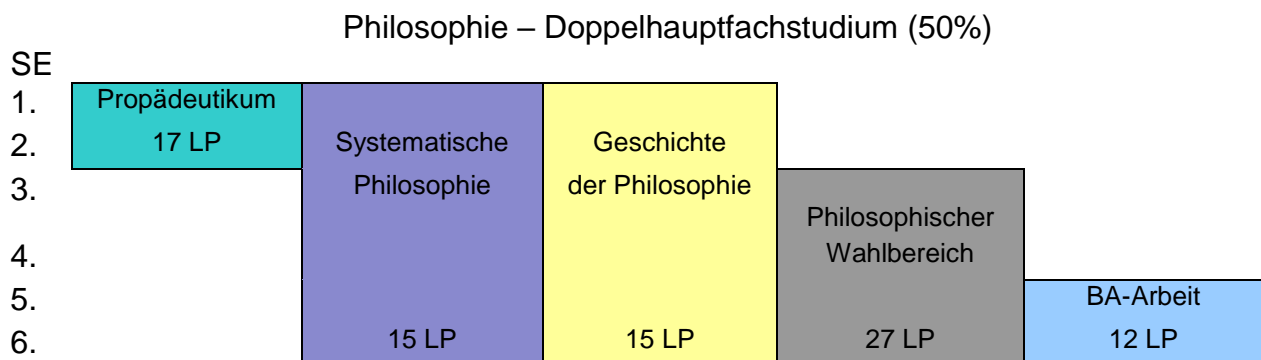 Philosophie – Doppelhauptfachstudium (50%)
SE
1. Propädeutikum
2. 17 LP Systematische Geschichte
3. Philosophie der Philosophie
Philosophischer
4. Wahlbereich
5. BA-Arbeit
6. 15 LP 15 LP 27 LP 12 LP